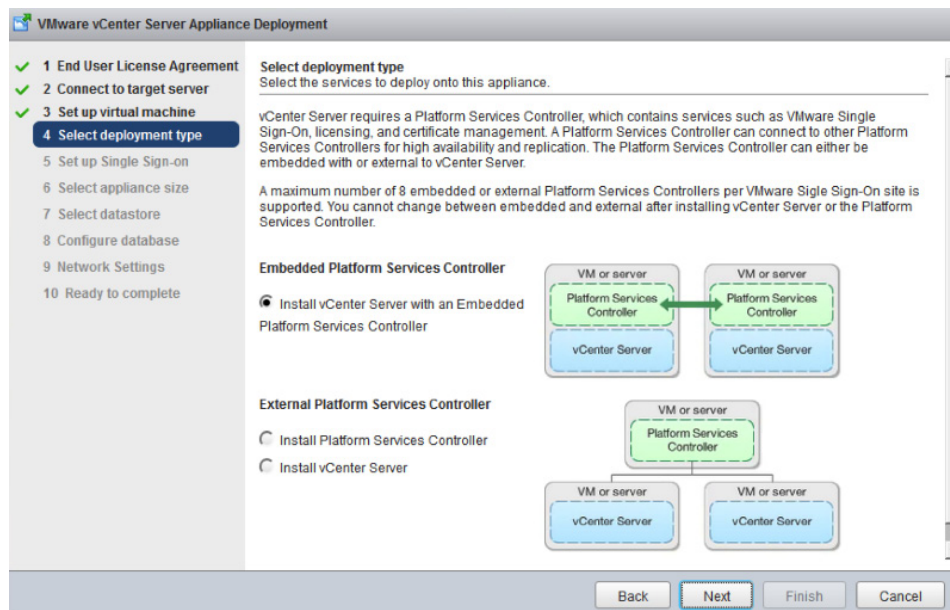 VMware vCenter Server Appliance Deployment
1 End User License Agreement
2 Connect to target server
3 Set up virtual machine
4 Select deployment type
5 Set up Single Sign-on
6 Select appliance size
7 Select datastore
8 Configure database
9 Network Settings
10 Ready to complete
Select deployment type
Select the services to deploy onto this appliance.
vCenter Server requires a Platform Services Controller, which contains services such as VMware Single
Sign-On, licensing, and certificate management. A Platform Services Controller can connect to other Platform
Services Controllers for high availability and replication. The Platform Services Controller can either be
embedded with or external to vCenter Server.
A maximum number of 8 embedded or external Platform Services Controllers per VMware Sigle Sign-On site is
supported. You cannot change between embedded and external after installing vCenter Server or the Platform
Services Controller.
Embedded Platform Services Controller
Install vCenter Server with an Embedded
Platform Services Controller
VM or server
Platform Services
Controller
vCenter Server
VM or server
Platform Services
Controller
vCenter Server
External Platform Services Controller
Install Platform Services Controller
Install vCenter Server
VM or server
Platform Services
Controller
VM or server
vCenter Server
VM or server
vCenter Server
Back
Next
Finish
Cancel